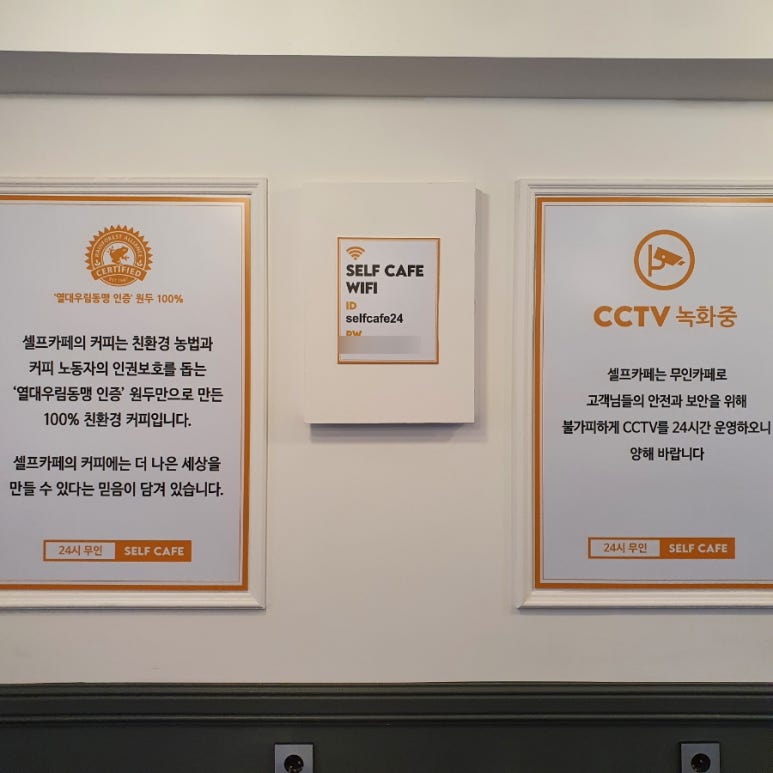 RAINFOREST ALLIANCE
CERTIFIED
'열대우림동맹 인증' 원두 100%
셀프카페의 커피는 친환경 농법과
커피 노동자의 인권보호를 돕는
'열대우림동맹 인증' 원두만으로 만든
100% 친환경 커피입니다.
셀프카페의 커피에는 더 나은 세상을
만들 수 있다는 믿음이 담겨 있습니다.
24시 무인 SELF CAFE
SELF CAFE
WIFI
ID
selfcafe24
PW
CCTV 녹화중
셀프카페는 무인카페로
고객님들의 안전과 보안을 위해
불가피하게 CCTV를 24시간 운영하오니
양해 바랍니다
24시 무인 SELF CAFE